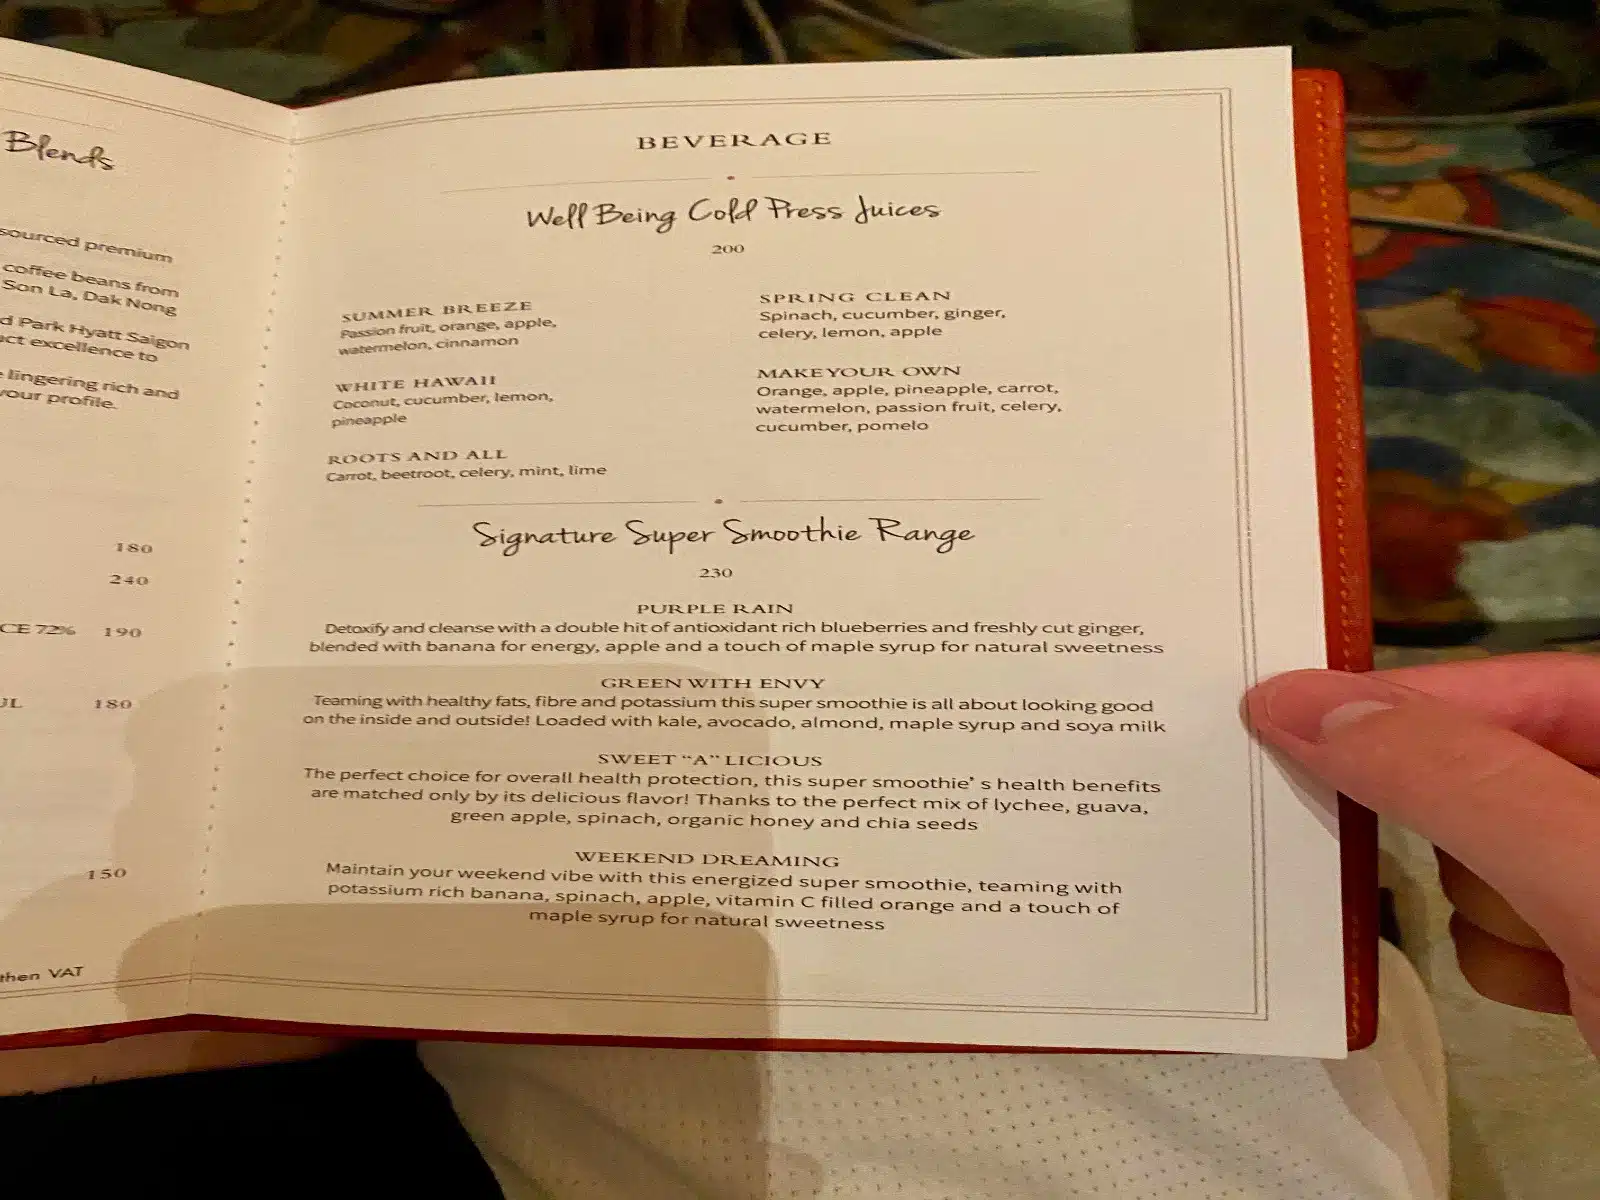 Blends
sourced premium
coffee beans from
Son La, Dak Nong
d Park Hyatt Saigon
act excellence to
lingering rich and
your profile.
180
240
CE 72% 190
UL 180
150
then VAT
BEVERAGE
Well Being Cold Press Juices
200
SUMMER BREEZE
Passion fruit, orange, apple,
watermelon, cinnamon
WHITE HAWAII
Coconut, cucumber, lemon,
pineapple
ROOTS AND ALL
Carrot, beetroot, celery, mint, lime
SPRING CLEAN
Spinach, cucumber, ginger,
celery, lemon, apple
MAKE YOUR OWN
Orange, apple, pineapple, carrot,
watermelon, passion fruit, celery,
cucumber, pomelo
Signature Super Smoothie Range
230
PURPLE RAIN
Detoxify and cleanse with a double hit of antioxidant rich blueberries and freshly cut ginger,
blended with banana for energy, apple and a touch of maple syrup for natural sweetness
GREEN WITH ENVY
Teaming with healthy fats, fibre and potassium this super smoothie is all about looking good
on the inside and outside! Loaded with kale, avocado, almond, maple syrup and soya milk
SWEET "A" LICIOUS
The perfect choice for overall health protection, this super smoothie' s health benefits
are matched only by its delicious flavor! Thanks to the perfect mix of lychee, guava,
green apple, spinach, organic honey and chia seeds
WEEKEND DREAMING
Maintain your weekend vibe with this energized super smoothie, teaming with
potassium rich banana, spinach, apple, vitamin C filled orange and a touch of
maple syrup for natural sweetness